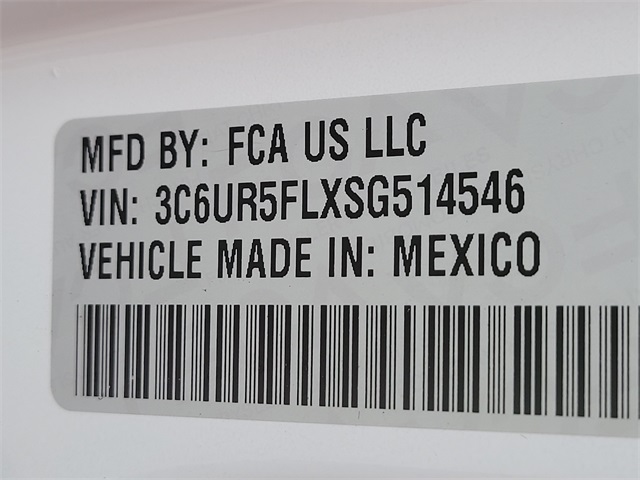 MFD BY: FCA US LLC
VIN: 3C6UR5FLXSG514546
VEHICLE MADE IN: MEXICO